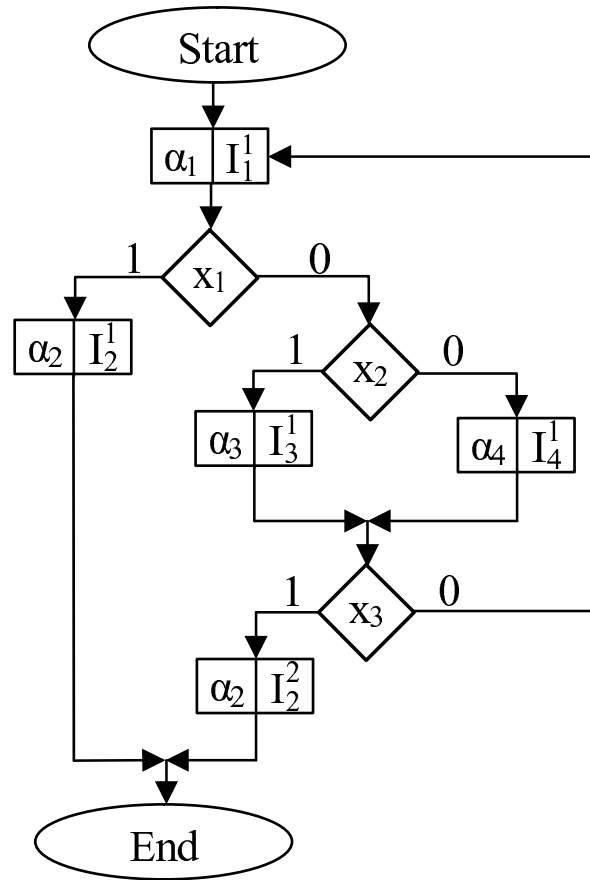 Start
α₁ I₁¹
x₁
1 0
α₂ I₂¹
x₂
1 0
α₃ I₃¹
α₄ I₄¹
x₃
1 0
α₂ I₂²
End